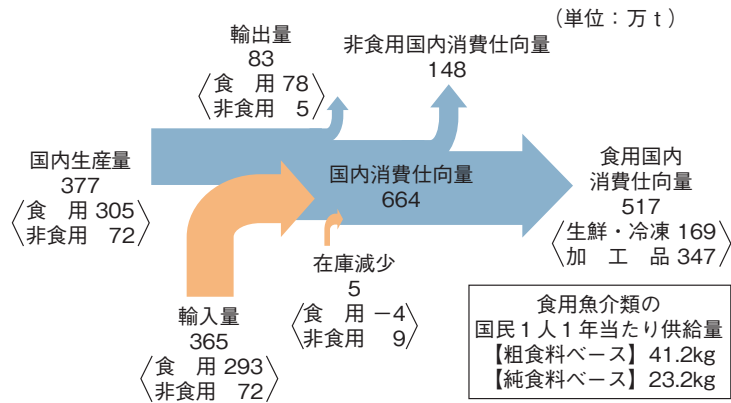 （単位：万ｔ）
輸出量
83
食　用 78
非食用　5
非食用国内消費仕向量
148
国内生産量
377
食　用 305
非食用　72
国内消費仕向量
664
食用国内
消費仕向量
517
生鮮・冷凍 169
加　工　品 347
在庫減少
5
食　用 －4
非食用　9
輸入量
365
食　用 293
非食用　72
食用魚介類の
国民１人１年当たり供給量
【粗食料ベース】41.2kg
【純食料ベース】23.2kg